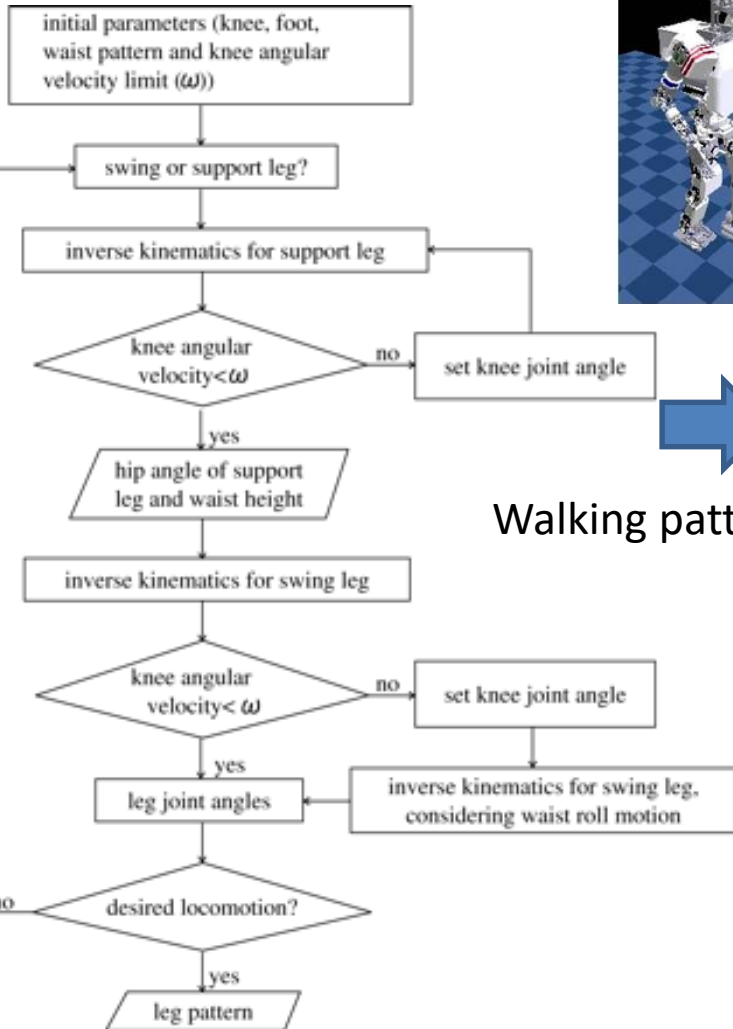 initial parameters (knee, foot,
waist pattern and knee angular
velocity limit (ω))
swing or support leg?
inverse kinematics for support leg
knee angular
velocity<ω
no
set knee joint angle
yes
hip angle of support
leg and waist height
Walking
inverse kinematics for swing leg
knee angular
velocity< ω
no
set knee joint angle
yes
leg joint angles
inverse kinematics for swing leg,
considering waist roll motion
no
desired locomotion?
yes
leg pattern